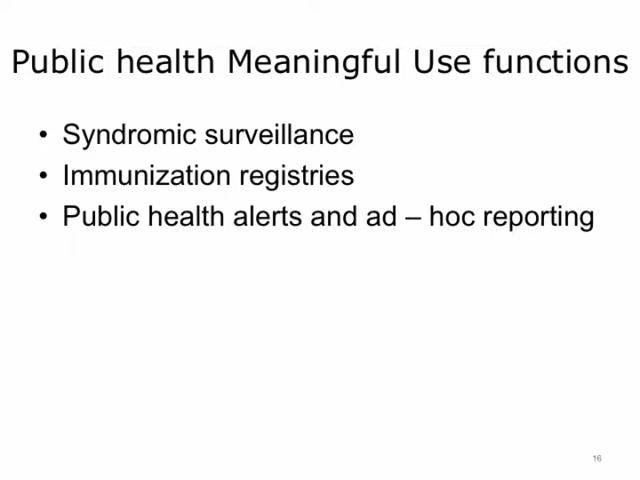 Public health Meaningful Use functions
• Syndromic surveillance
• Immunization registries
• Public health alerts and ad – hoc reporting
16